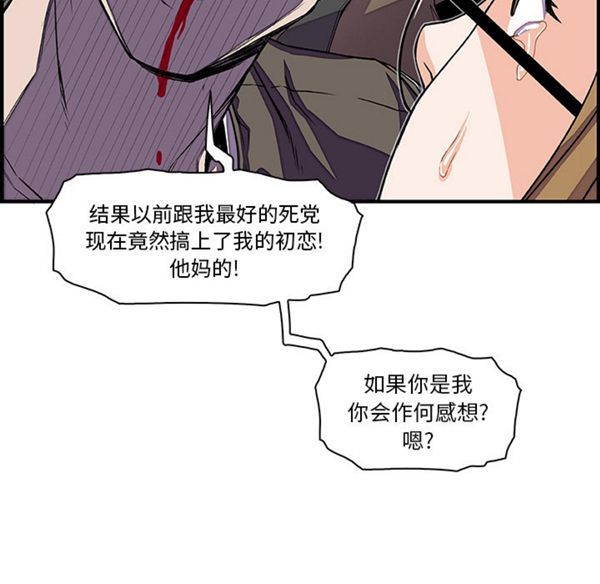 结果以前跟我最好的死党
现在竟然搞上了我的初恋!
他妈的!
如果你是我
你会作何感想?
嗯?